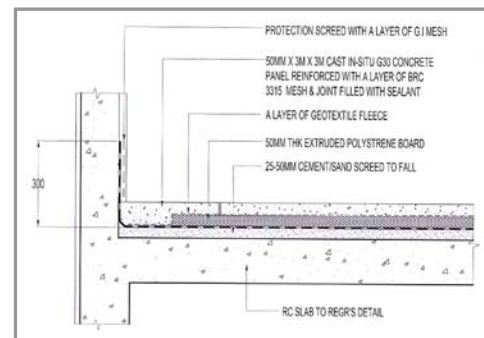 PROTECTION SCREED WITH A LAYER OF G.I MESH
50MM X 3M X 3M CAST IN-SITU G30 CONCRETE
PANEL REINFORCED WITH A LAYER OF BRC
3315 MESH & JOINT FILLED WITH SEALANT
A LAYER OF GEOTEXTILE FLEECE
50MM THK EXTRUDED POLYSTRENE BOARD
25-50MM CEMENT/SAND SCREED TO FALL
300
RC SLAB TO REGR'S DETAIL